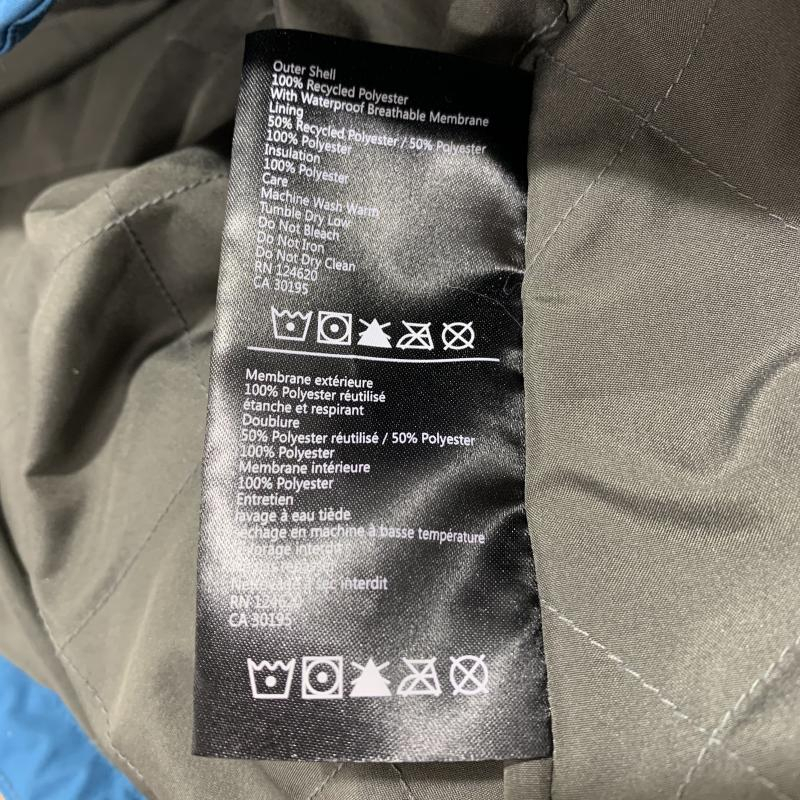 Outer Shell
100% Recycled Polyester
With Waterproof Breathable Membrane
Lining
50% Recycled Polyester / 50% Polyester
100% Polyester
Insulation
100% Polyester
Care
Machine Wash Warm
Tumble Dry Low
Do Not Bleach
Do Not Iron
Do Not Dry Clean
RN 124620
CA 30195
Membrane extérieure
100% Polyester réutilisé
étanche et respirant
Doublure
50% Polyester réutilisé / 50% Polyester
100% Polyester
Membrane intérieure
100% Polyester
Entretien
lavage à eau tiède
séchage en machine à basse température
interdit
sec interdit
RN 124620
CA 30195